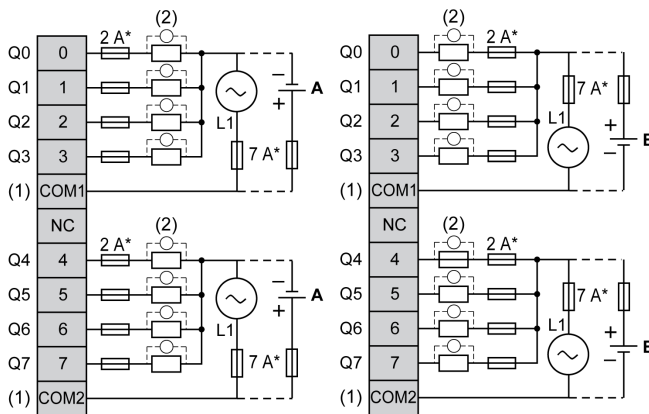 (2) (2)
Q0 0 2 A* Q0 0 2 A*
Q1 1 − A Q1 1 7 A*
Q2 2 + Q2 2 L1 +
Q3 3 L1 7 A* Q3 3 − B
(1) COM1 (1) COM1
NC NC
(2) (2)
Q4 4 2 A* Q4 4 2 A*
Q5 5 − A Q5 5 7 A*
Q6 6 L1 + Q6 6 L1 +
Q7 7 7 A* Q7 7 − B
(1) COM2 (1) COM2